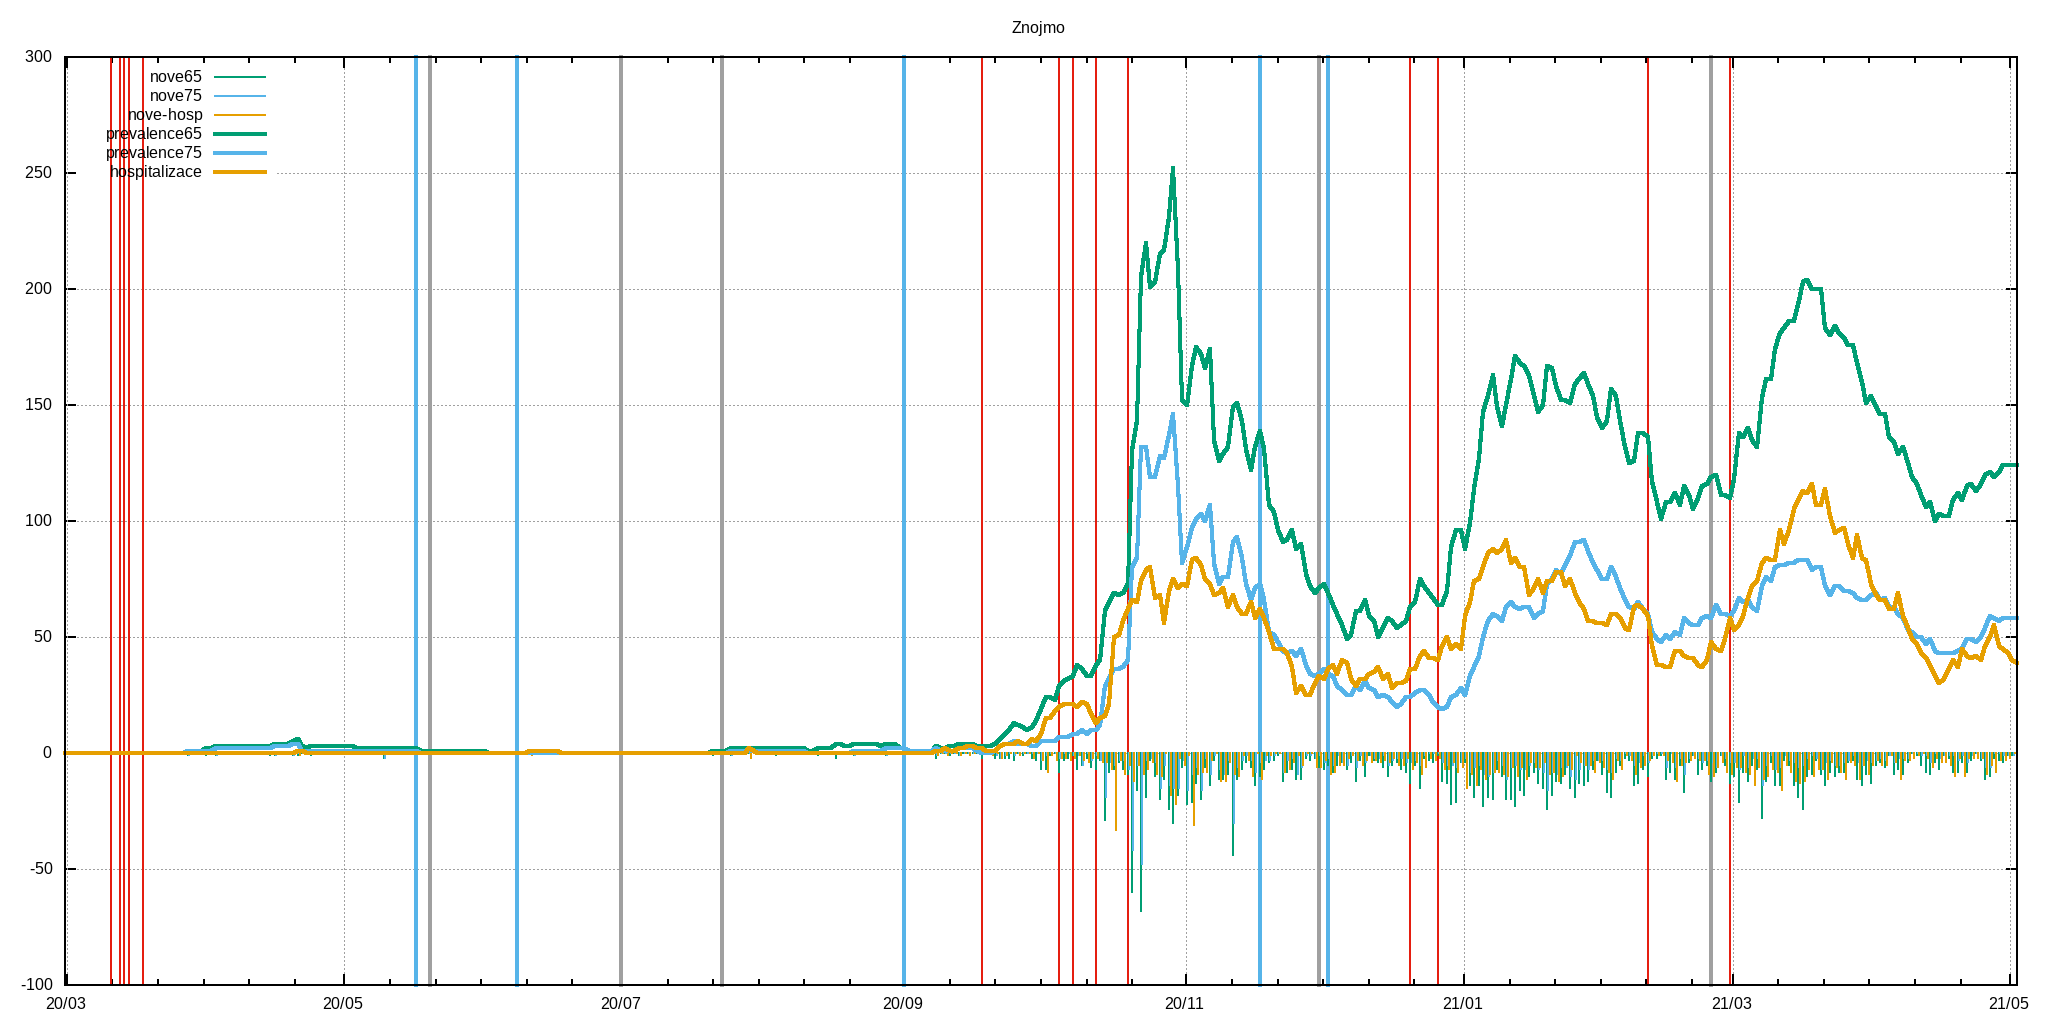 Znojmo
300
nove65
nove75
nove-hosp
prevalence65
prevalence75
hospitalizace
250
200
150
100
50
0
-50
-100
20/03 20/05 20/07 20/09 20/11 21/01 21/03 21/05